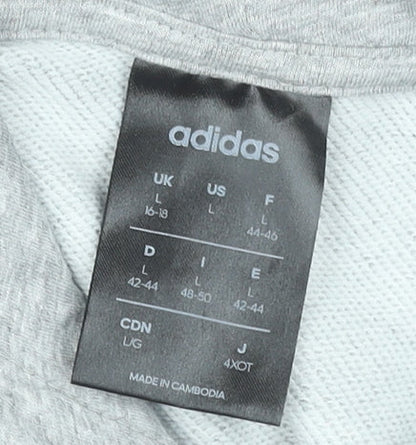 adidas
UK US F
L L L
16-18 44-46
D I E
L L L
42-44 48-50 42-44
CDN J
L/G 4XOT
MADE IN CAMBODIA